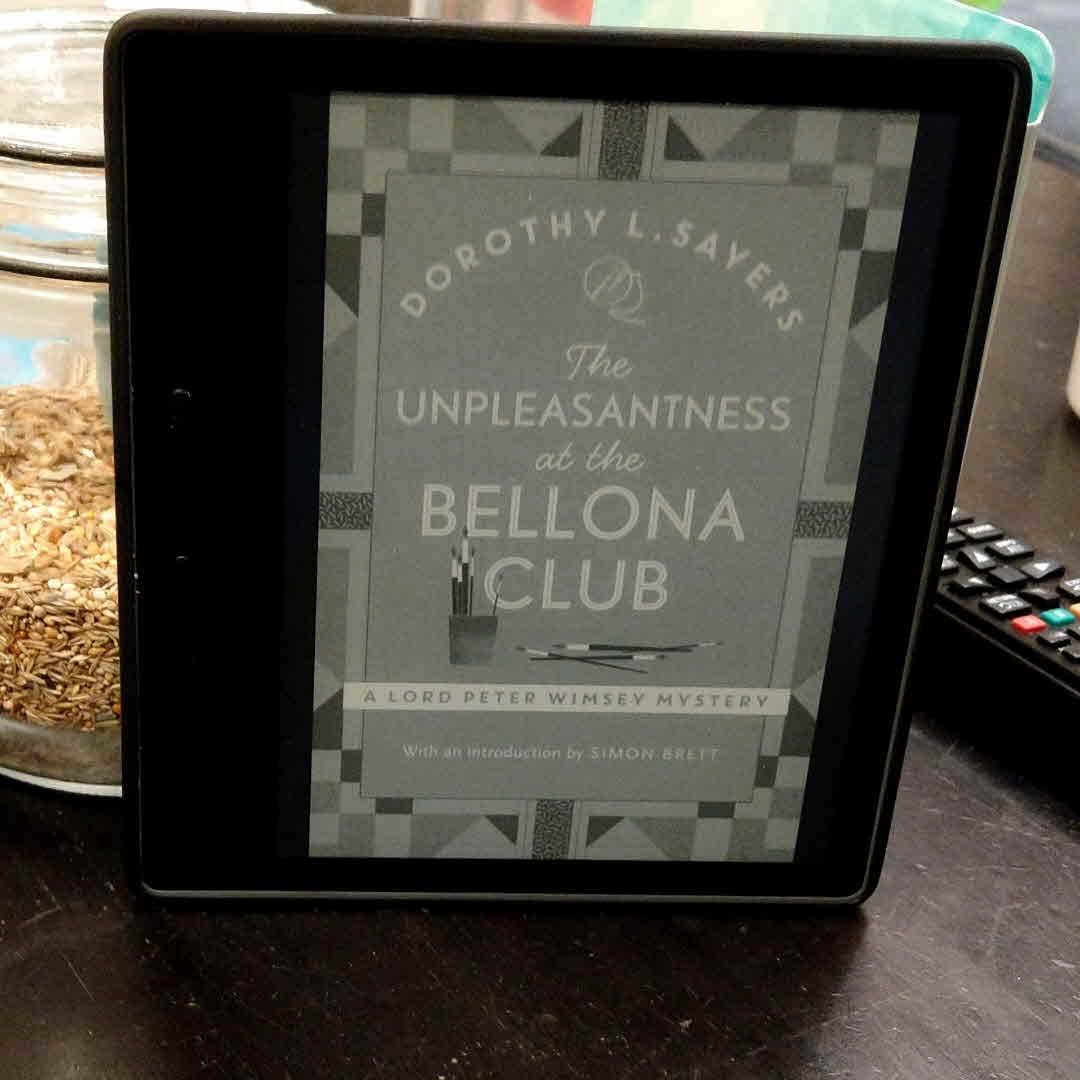 DOROTHY L. SAYERS
The
UNPLEASANTNESS
at the
BELLONA
CLUB
A LORD PETER WIMSEY MYSTERY
With an introduction by SIMON BRETT